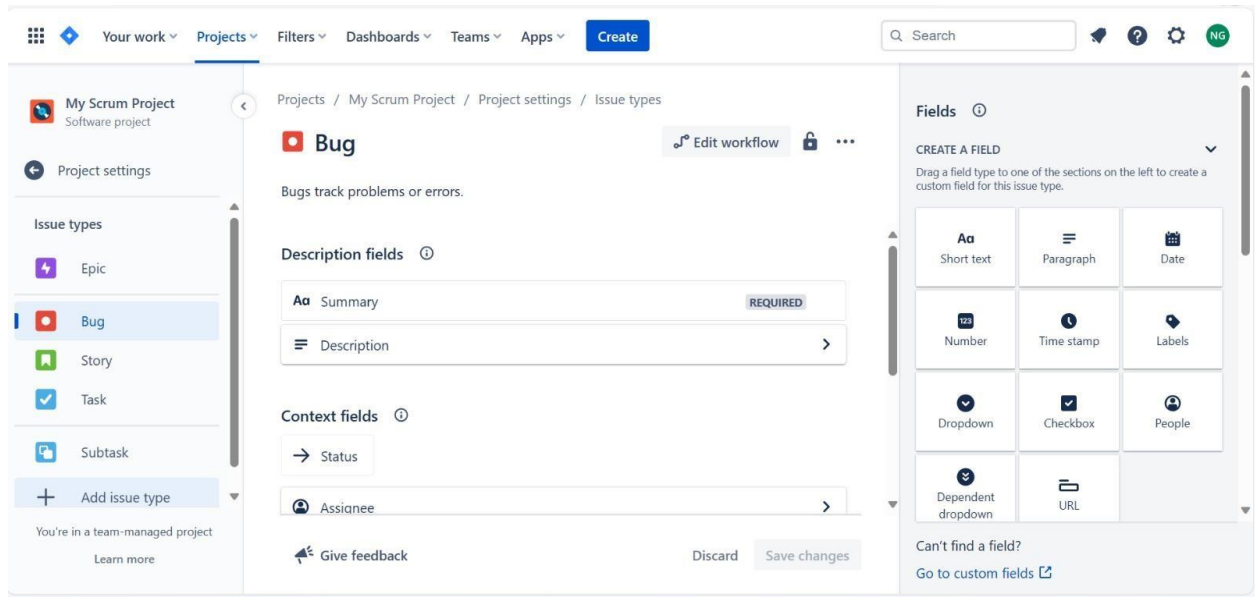 Your work
Projects
Filters
Dashboards
Teams
Apps
Create
Search
NG
My Scrum Project
Software project
Project settings
Issue types
Epic
Bug
Story
Task
Subtask
Add issue type
You're in a team-managed project
Learn more
Projects / My Scrum Project / Project settings / Issue types
Bug
Edit workflow
Bugs track problems or errors.
Description fields
Aa Summary REQUIRED
Description
Context fields
Status
Assignee
Give feedback
Discard
Save changes
Fields
CREATE A FIELD
Drag a field type to one of the sections on the left to create a
custom field for this issue type.
Aa
Short text
Paragraph
Date
123
Number
Time stamp
Labels
Dropdown
Checkbox
People
Dependent
dropdown
URL
Can't find a field?
Go to custom fields